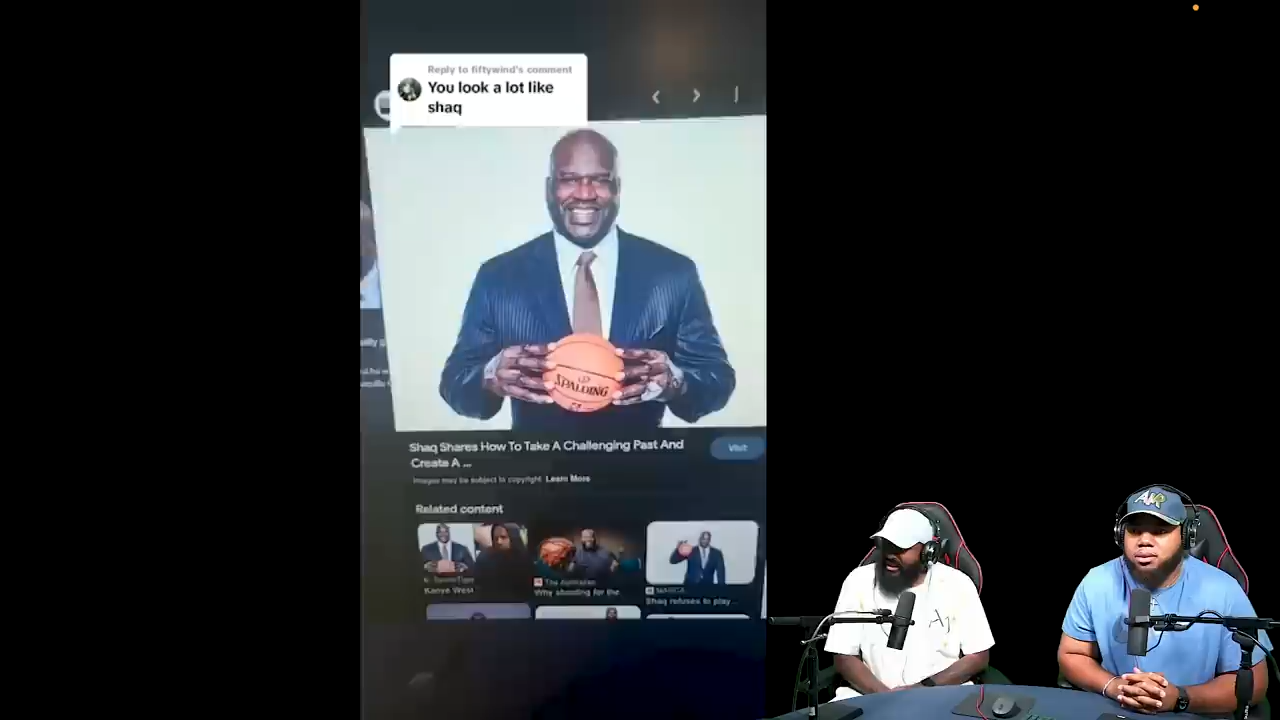 Reply to fiftywind's comment
You look a lot like
shaq
SPALDING
Shaq Shares How To Take A Challenging Past And
Create A ...
Visit
Images may be subject to copyright. Learn More
Related content
Kanye West
The Australian
Why shooting for the
MARCA
Shaq refuses to play ...